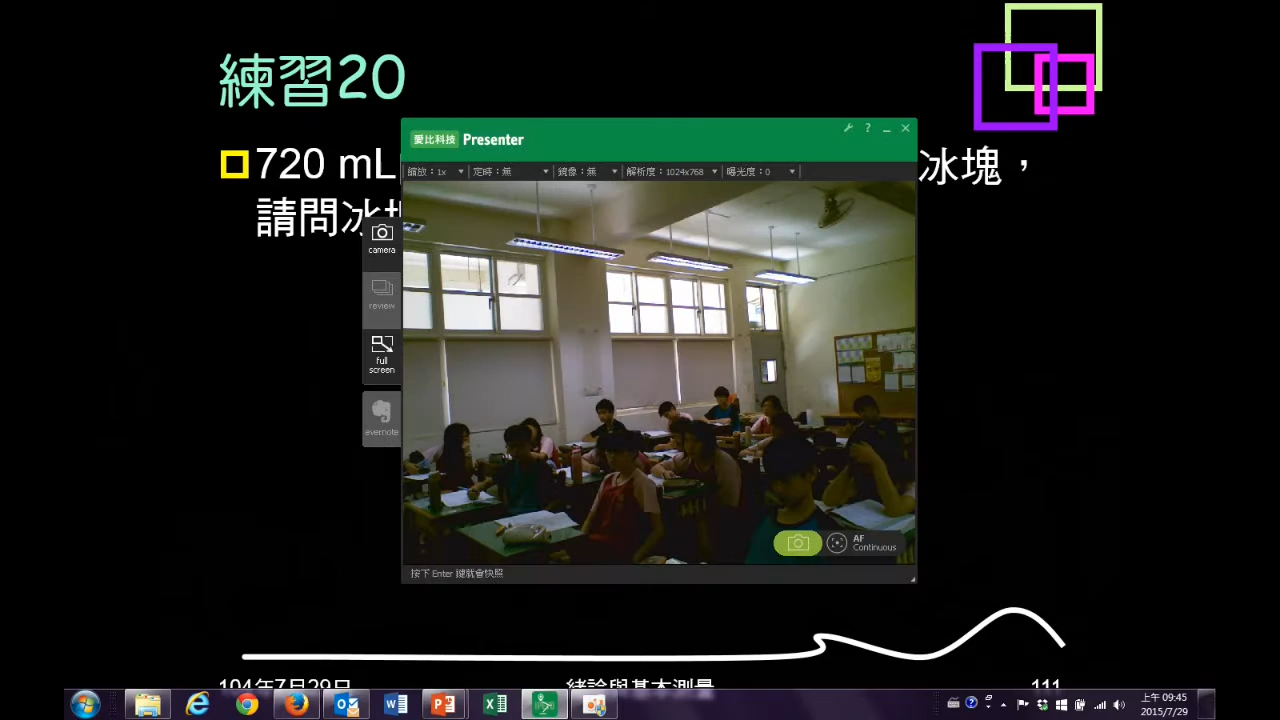 練習20
720 mL
冰塊，
請問冰塊
愛比科技 Presenter
縮放：1x 定時：無 鏡像：無 解析度：1024x768 曝光度：0
camera
review
full
screen
evernote
AF
Continuous
按下 Enter 鍵就會快照
104年7月29日 緒論與基本測量 111
上午 09:45
2015/7/29